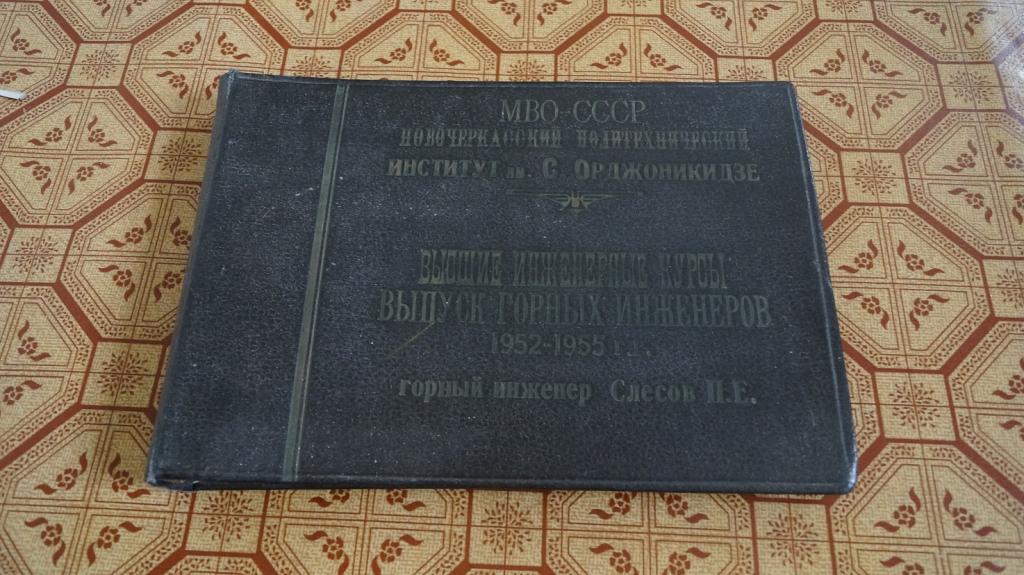 МВО-СССР
НОВОЧЕРКАССКИЙ ПОЛИТЕХНИЧЕСКИЙ
ИНСТИТУТ им. С. ОРДЖОНИКИДЗЕ
ВЫСШИЕ ИНЖЕНЕРНЫЕ КУРСЫ
ВЫПУСК ГОРНЫХ ИНЖЕНЕРОВ
1952-1955 г.г.
горный инженер Слесов П.Е.